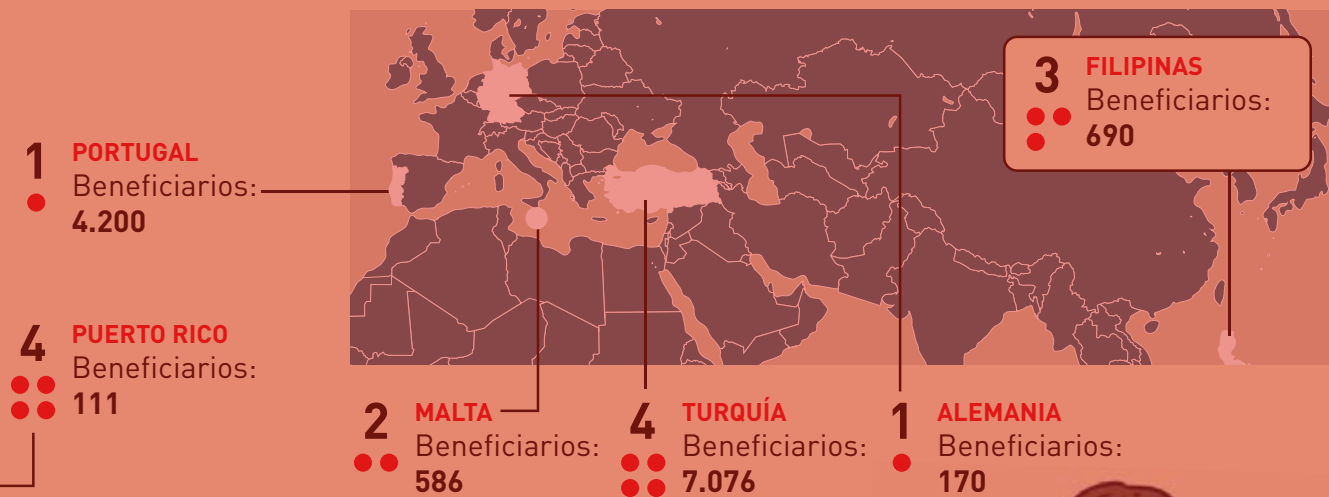 1 PORTUGAL
Beneficiarios:
4.200
4 PUERTO RICO
Beneficiarios:
111
3 FILIPINAS
Beneficiarios:
690
2 MALTA
Beneficiarios:
586
4 TURQUÍA
Beneficiarios:
7.076
1 ALEMANIA
Beneficiarios:
170